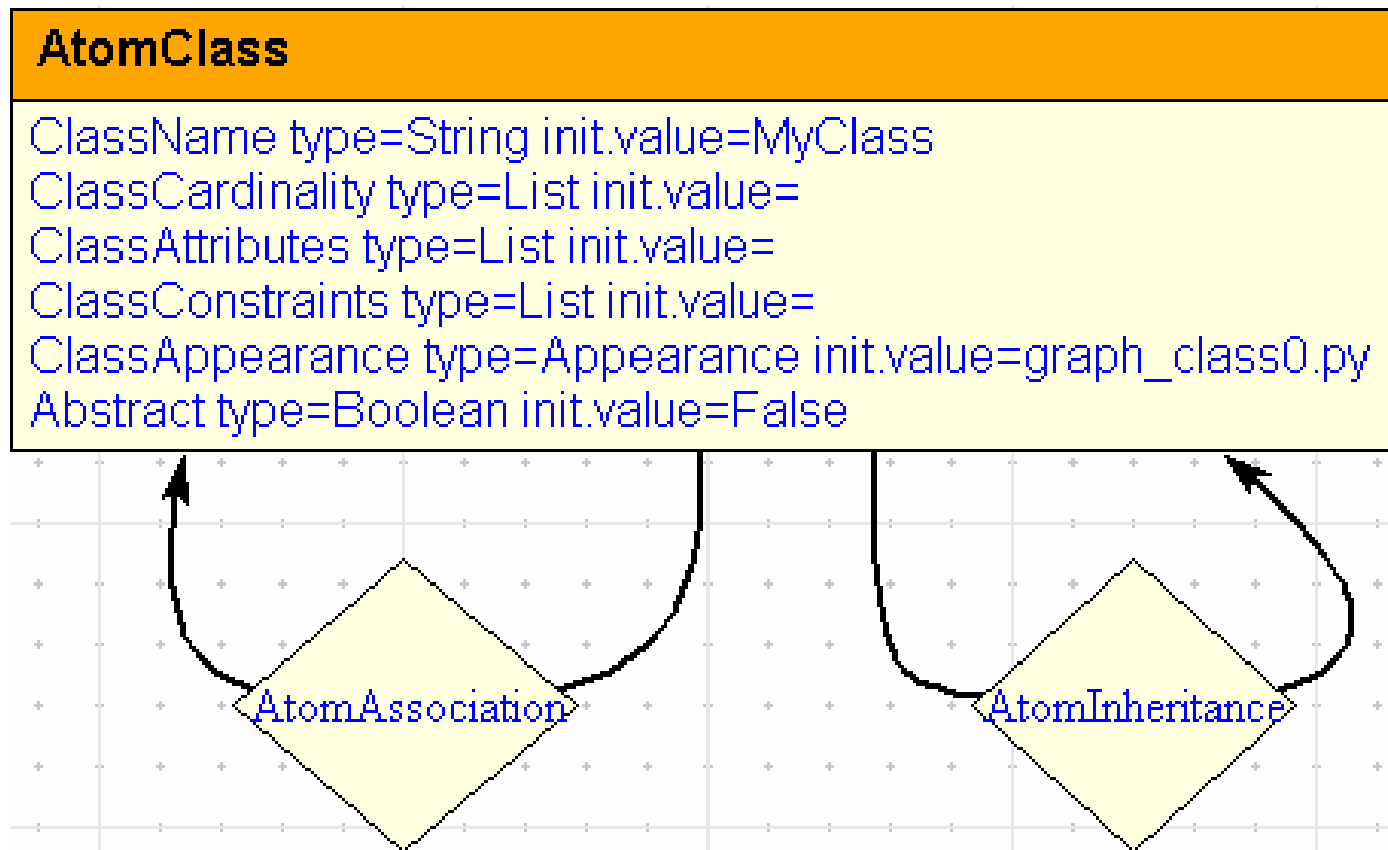 AtomClass
ClassName type=String init.value=MyClass
ClassCardinality type=List init.value=
ClassAttributes type=List init.value=
ClassConstraints type=List init.value=
ClassAppearance type=Appearance init.value=graph_class0.py
Abstract type=Boolean init.value=False
AtomAssociation
AtomInheritance